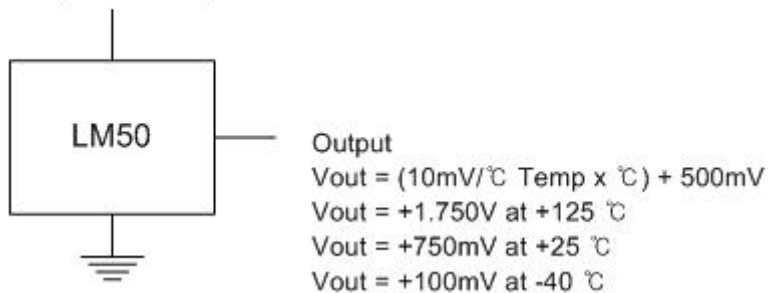 LM50
Output
Vout = (10mV/℃ Temp x ℃) + 500mV
Vout = +1.750V at +125 ℃
Vout = +750mV at +25 ℃
Vout = +100mV at -40 ℃